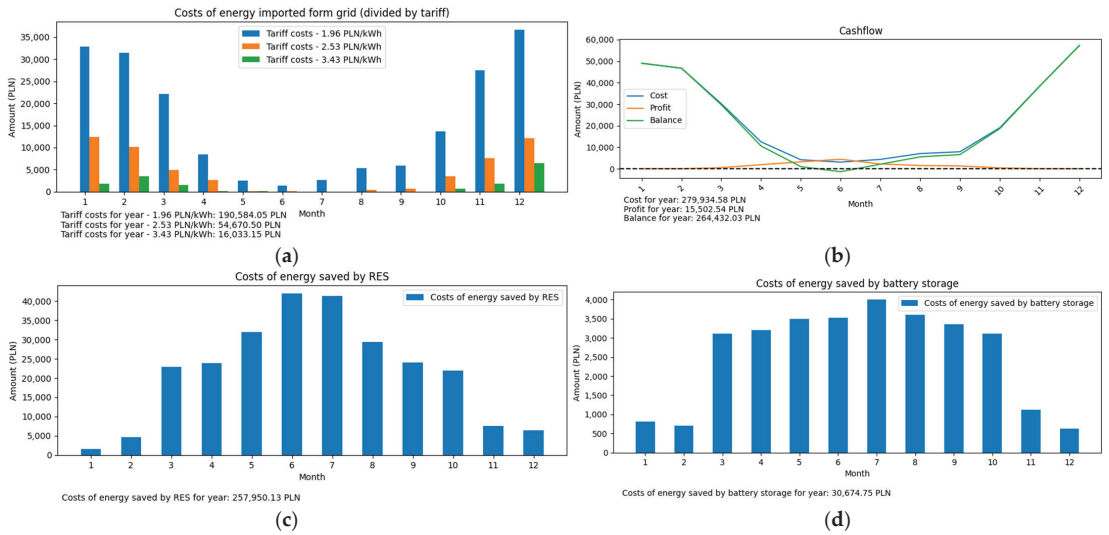 Costs of energy imported form grid (divided by tariff)
Amount (PLN)
35,000
30,000
25,000
20,000
15,000
10,000
5,000
0
Tariff costs - 1.96 PLN/kWh
Tariff costs - 2.53 PLN/kWh
Tariff costs - 3.43 PLN/kWh
1 2 3 4 5 6 7 8 9 10 11 12
Month
Tariff costs for year - 1.96 PLN/kWh: 190,584.05 PLN
Tariff costs for year - 2.53 PLN/kWh: 54,670.50 PLN
Tariff costs for year - 3.43 PLN/kWh: 16,033.15 PLN
(a)
Cashflow
Amount (PLN)
60,000
50,000
40,000
30,000
20,000
10,000
0
Cost
Profit
Balance
1 2 3 4 5 6 7 8 9 10 11 12
Month
Cost for year: 279,934.58 PLN
Profit for year: 15,502.54 PLN
Balance for year: 264,432.03 PLN
(b)
Costs of energy saved by RES
Amount (PLN)
40,000
35,000
30,000
25,000
20,000
15,000
10,000
5,000
0
Costs of energy saved by RES
1 2 3 4 5 6 7 8 9 10 11 12
Month
Costs of energy saved by RES for year: 257,950.13 PLN
(c)
Costs of energy saved by battery storage
Amount (PLN)
4,000
3,500
3,000
2,500
2,000
1,500
1,000
500
0
Costs of energy saved by battery storage
1 2 3 4 5 6 7 8 9 10 11 12
Month
Costs of energy saved by battery storage for year: 30,674.75 PLN
(d)